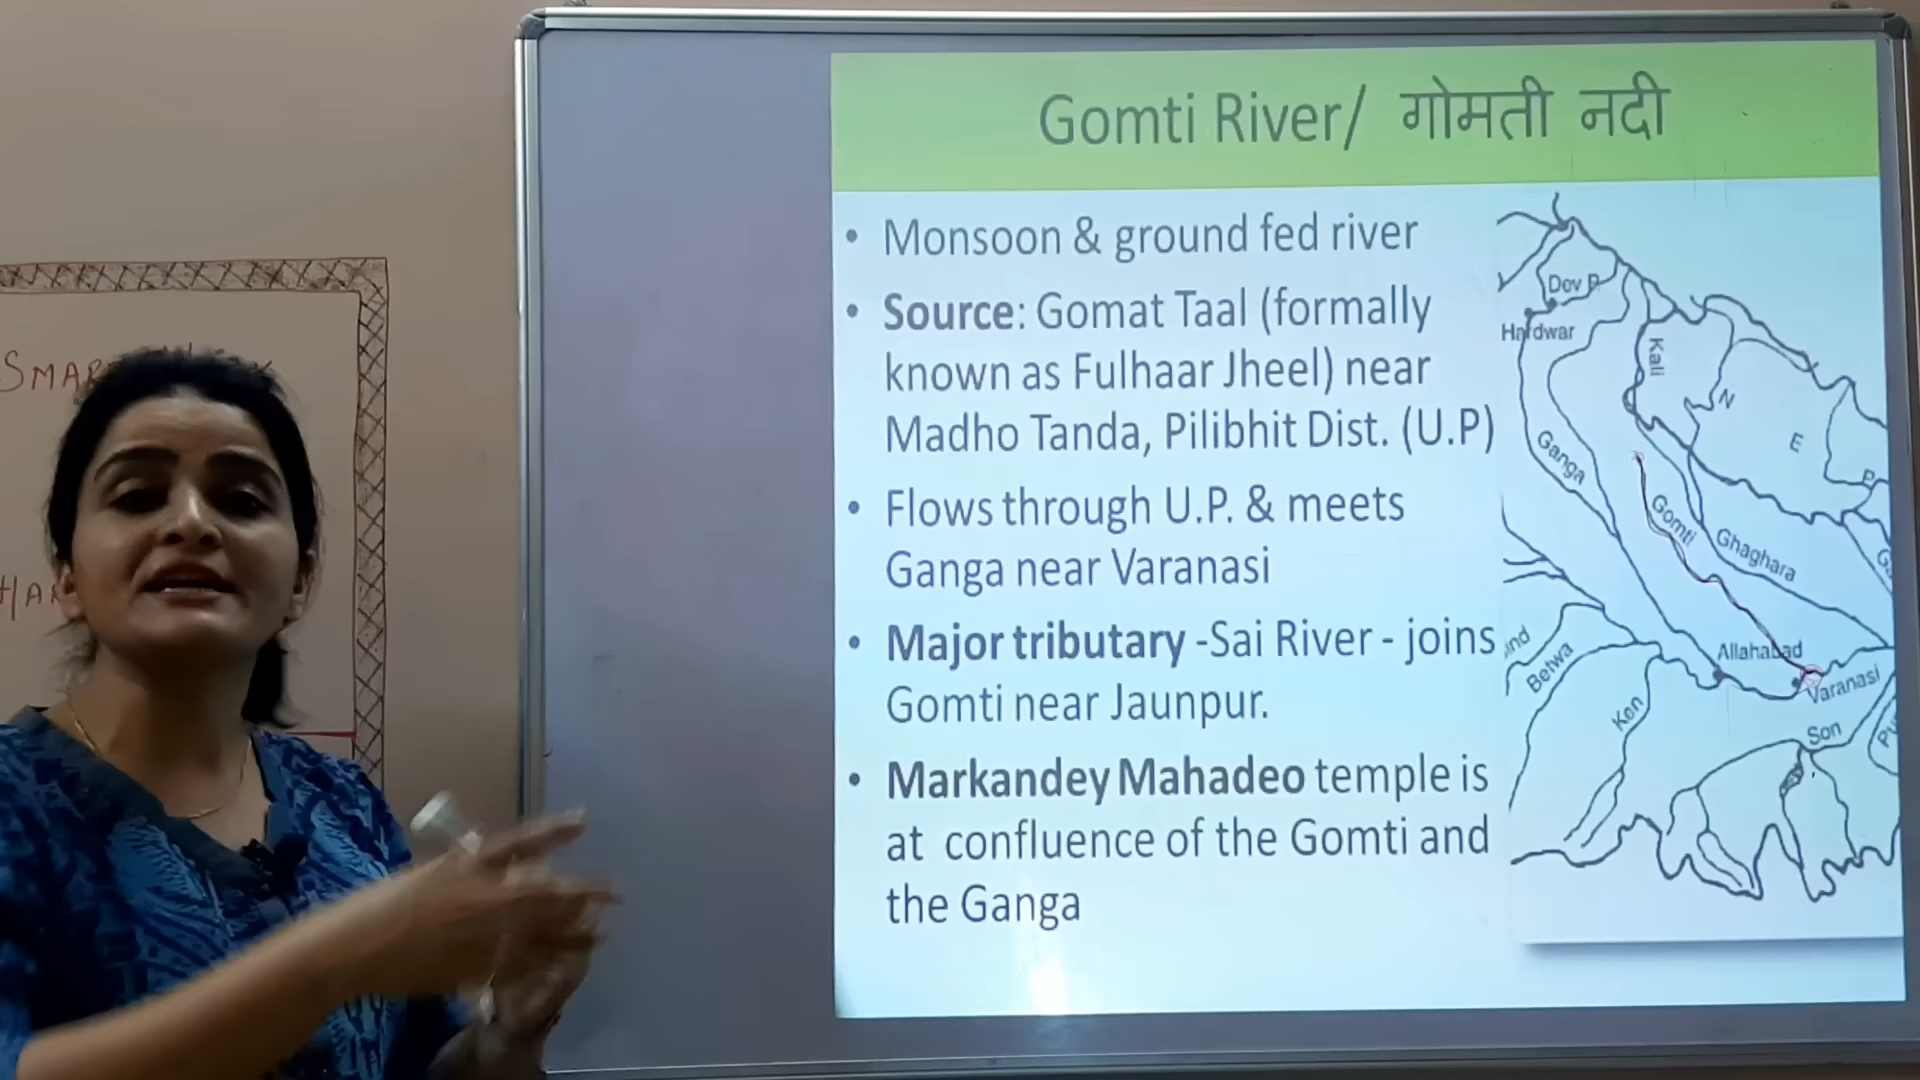 Gomti River/ गोमती नदी
• Monsoon & ground fed river
• Source: Gomat Taal (formally
known as Fulhaar Jheel) near
Madho Tanda, Pilibhit Dist. (U.P)
• Flows through U.P. & meets
Ganga near Varanasi
• Major tributary -Sai River - joins
Gomti near Jaunpur.
• Markandey Mahadeo temple is
at confluence of the Gomti and
the Ganga
Dov P
Hardwar
Kali
N
E
P
Ganga
Gomti
Ghaghara
Allahabad
Varanasi
Betwa
Ken
Son